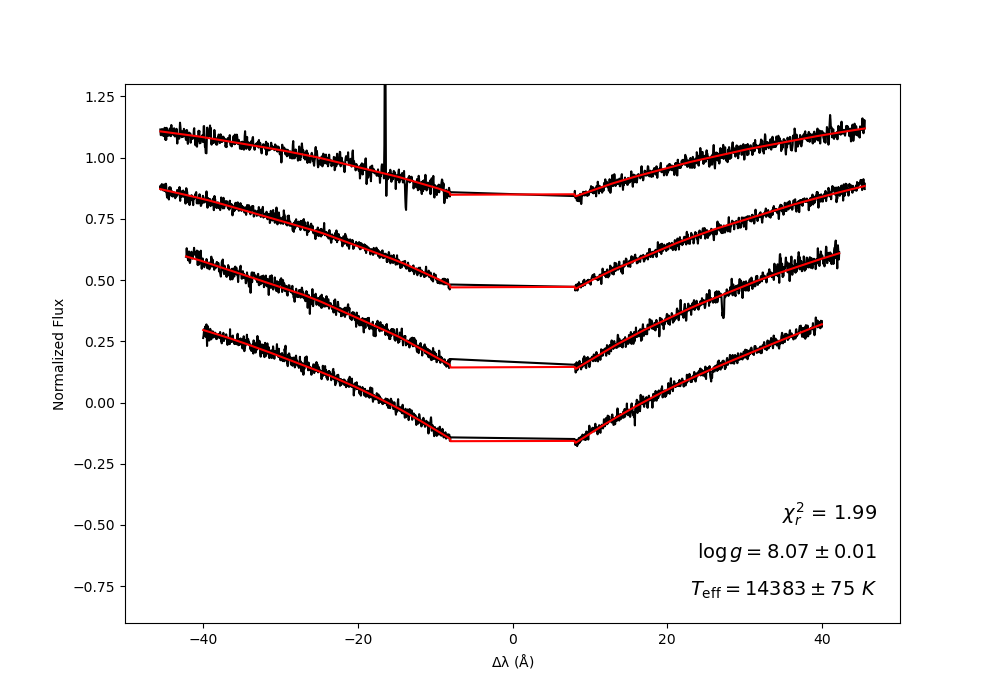 1.25
1.00
0.75
0.50
0.25
0.00
−0.25
−0.50
−0.75
Normalized Flux
χ²ᵣ = 1.99
log g = 8.07 ± 0.01
T_eff = 14383 ± 75 K
−40 −20 0 20 40
Δλ (Å)